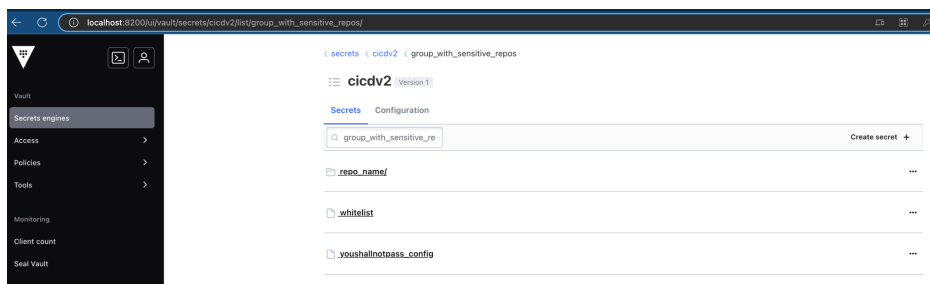 localhost:8200/ui/vault/secrets/cicdv2/list/group_with_sensitive_repos/
< secrets < cicdv2 < group_with_sensitive_repos
cicdv2 Version 1
Vault
Secrets engines
Access
Policies
Tools
Monitoring
Client count
Seal Vault
Secrets Configuration
group_with_sensitive_re
Create secret +
repo_name/
whitelist
youshallnotpass_config